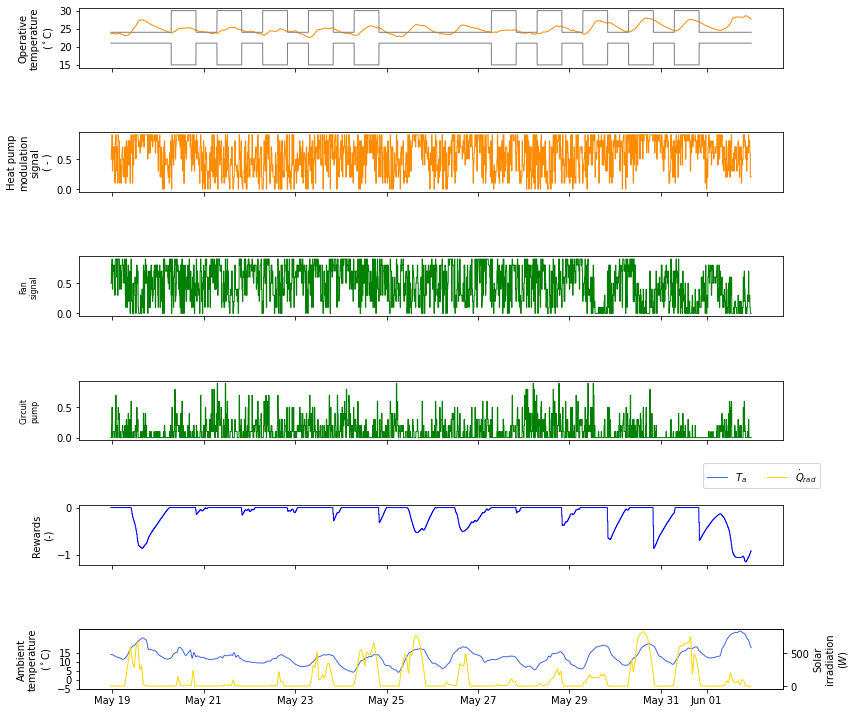 Operative
temperature
(°C)
30
25
20
15
Heat pump
modulation
signal
( - )
0.5
0.0
Fan
signal
0.5
0.0
Circuit
pump
0.5
0.0
T_a Q̇_rad
Rewards
(-)
0
−1
Ambient
temperature
(°C)
15
10
5
0
−5
500
0
Solar
irradiation
(W)
May 19 May 21 May 23 May 25 May 27 May 29 May 31 Jun 01